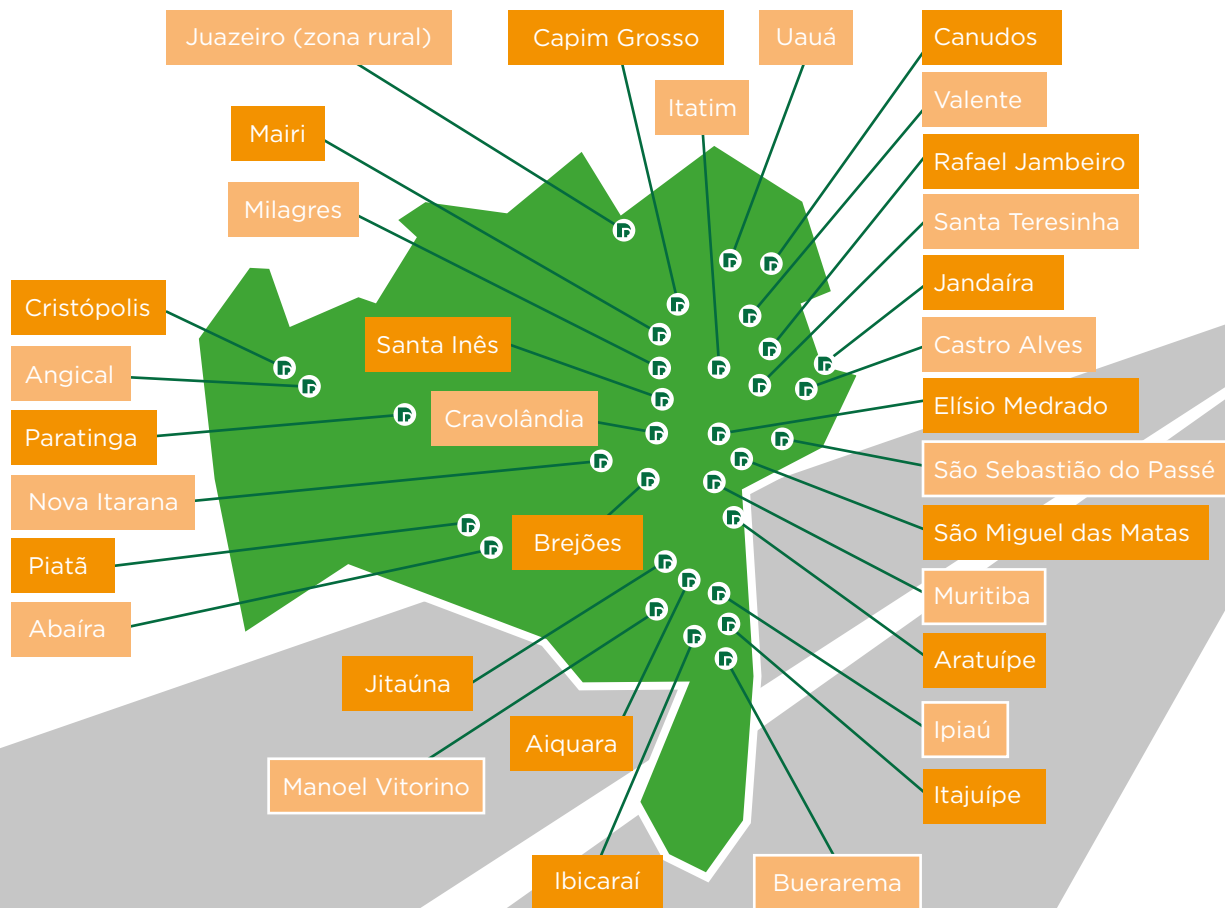 Juazeiro (zona rural)
Capim Grosso
Uauá
Canudos
Itatim
Valente
Mairi
Rafael Jambeiro
Milagres
Santa Teresinha
Jandaíra
Cristópolis
Santa Inês
Castro Alves
Angical
Cravolândia
Elísio Medrado
Paratinga
São Sebastião do Passé
Nova Itarana
Brejões
São Miguel das Matas
Piatã
Muritiba
Abaíra
Aratuípe
Jitaúna
Ipiaú
Aiquara
Manoel Vitorino
Itajuípe
Ibicaraí
Buerarema